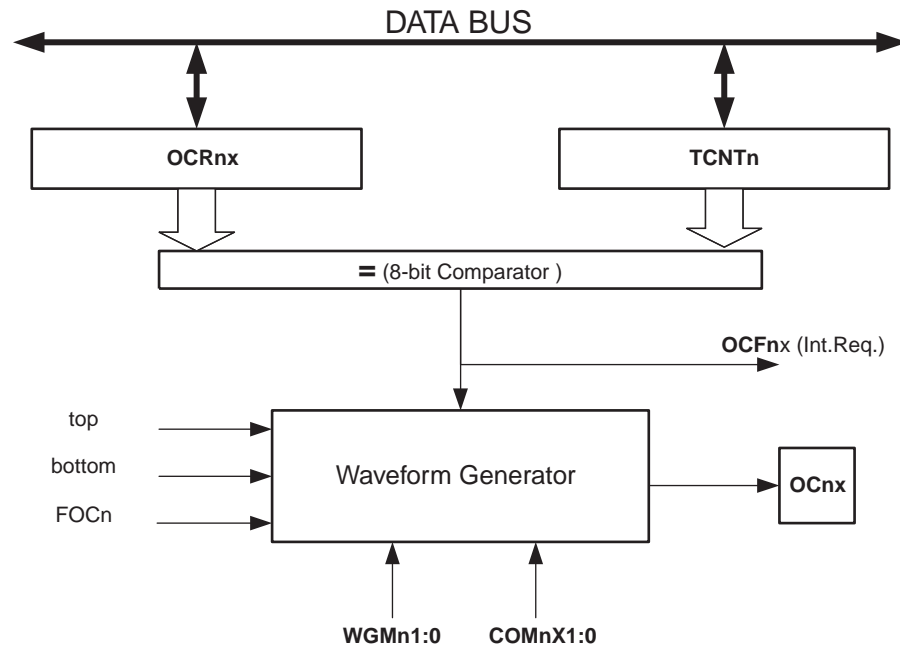 DATA BUS
OCRnx
TCNTn
= (8-bit Comparator )
OCFnx (Int.Req.)
top
bottom
FOCn
Waveform Generator
OCnx
WGMn1:0
COMnX1:0